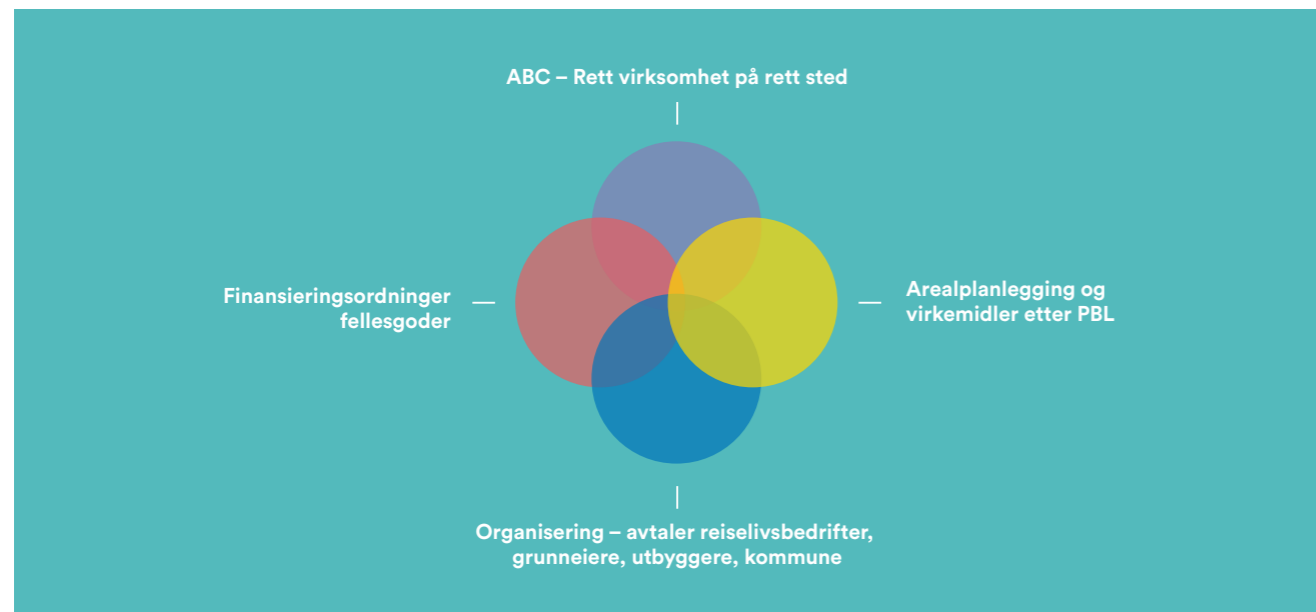 ABC – Rett virksomhet på rett sted
Finansieringsordninger
fellesgoder
Arealplanlegging og
virkemidler etter PBL
Organisering – avtaler reiselivsbedrifter,
grunneiere, utbyggere, kommune